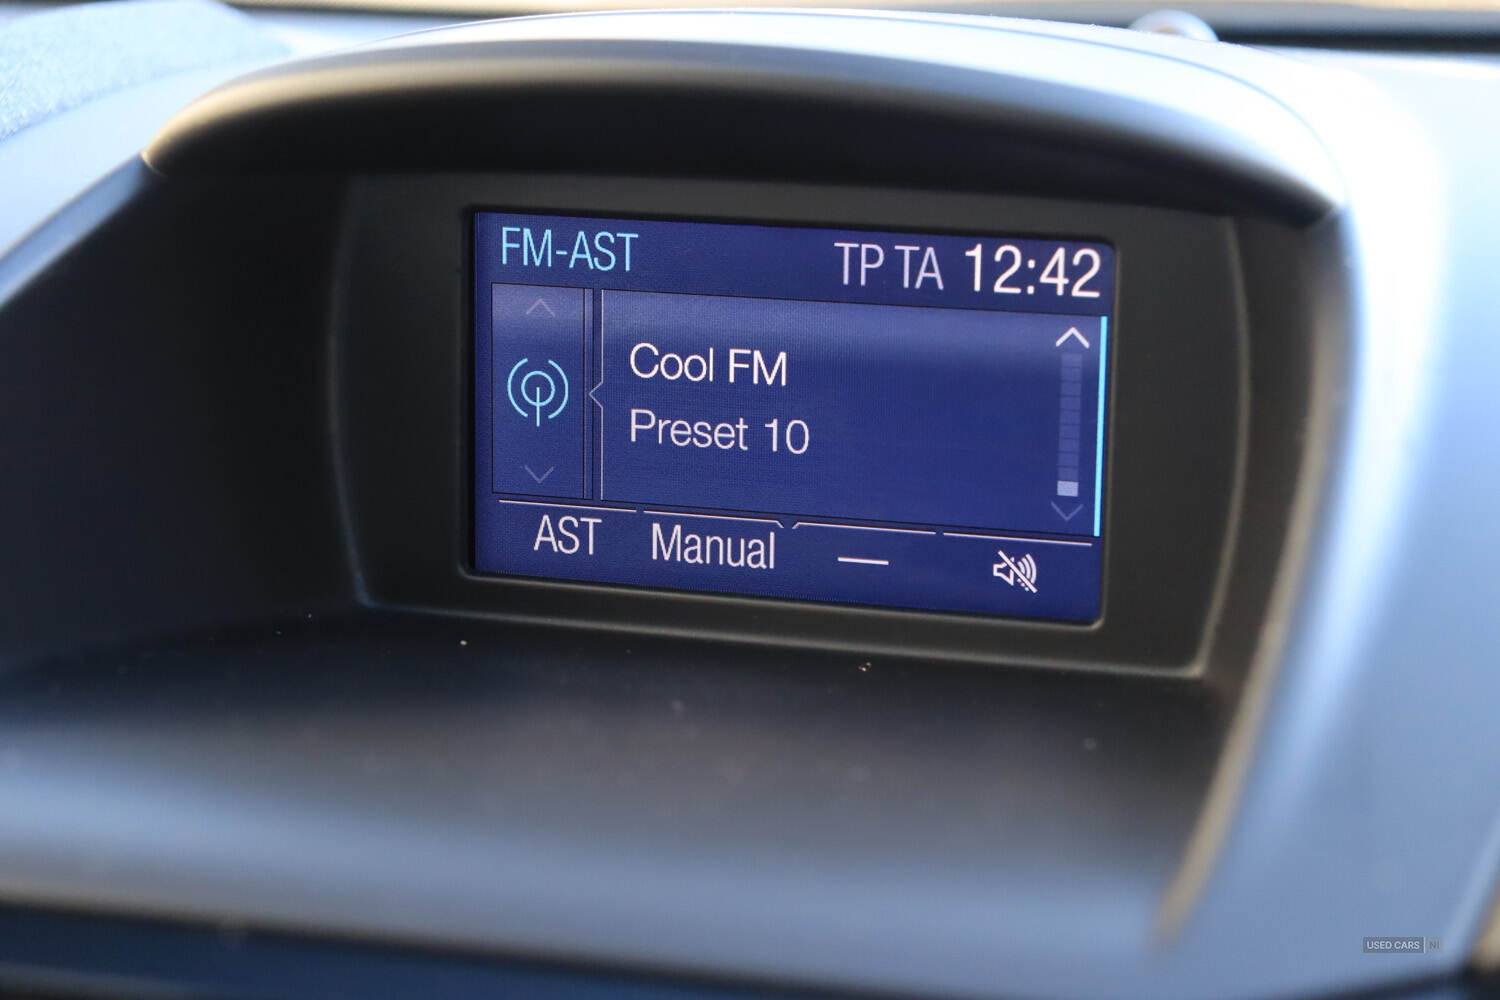 FM-AST TP TA 12:42
Cool FM
Preset 10
AST Manual —
USED CARS NI